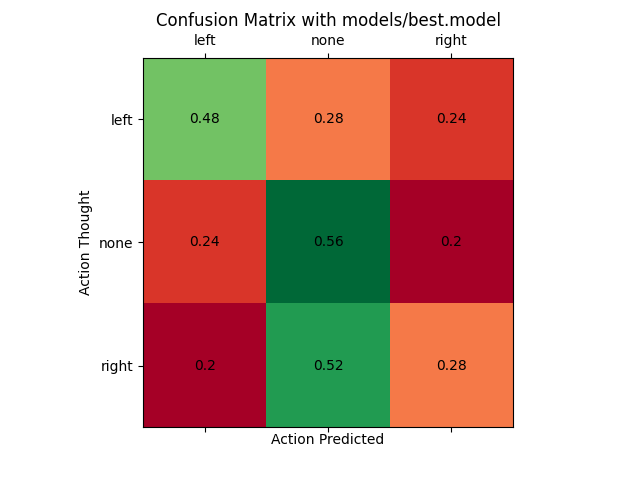 Confusion Matrix with models/best.model
left none right
left 0.48 0.28 0.24
none 0.24 0.56 0.2
right 0.2 0.52 0.28
Action Thought
Action Predicted